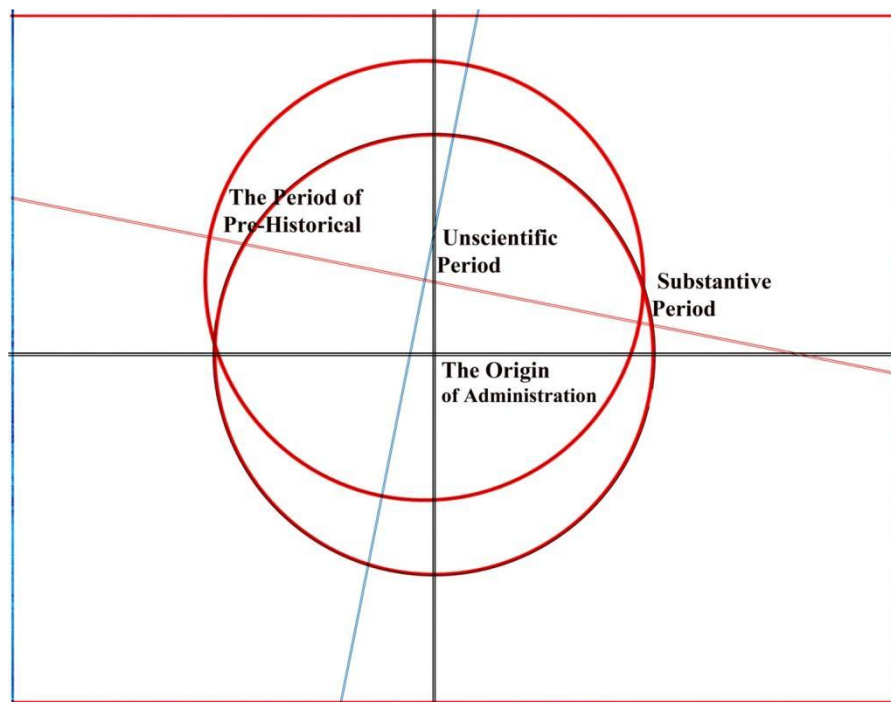 The Period of
Pre-Historical
Unscientific
Period
Substantive
Period
The Origin
of Administration